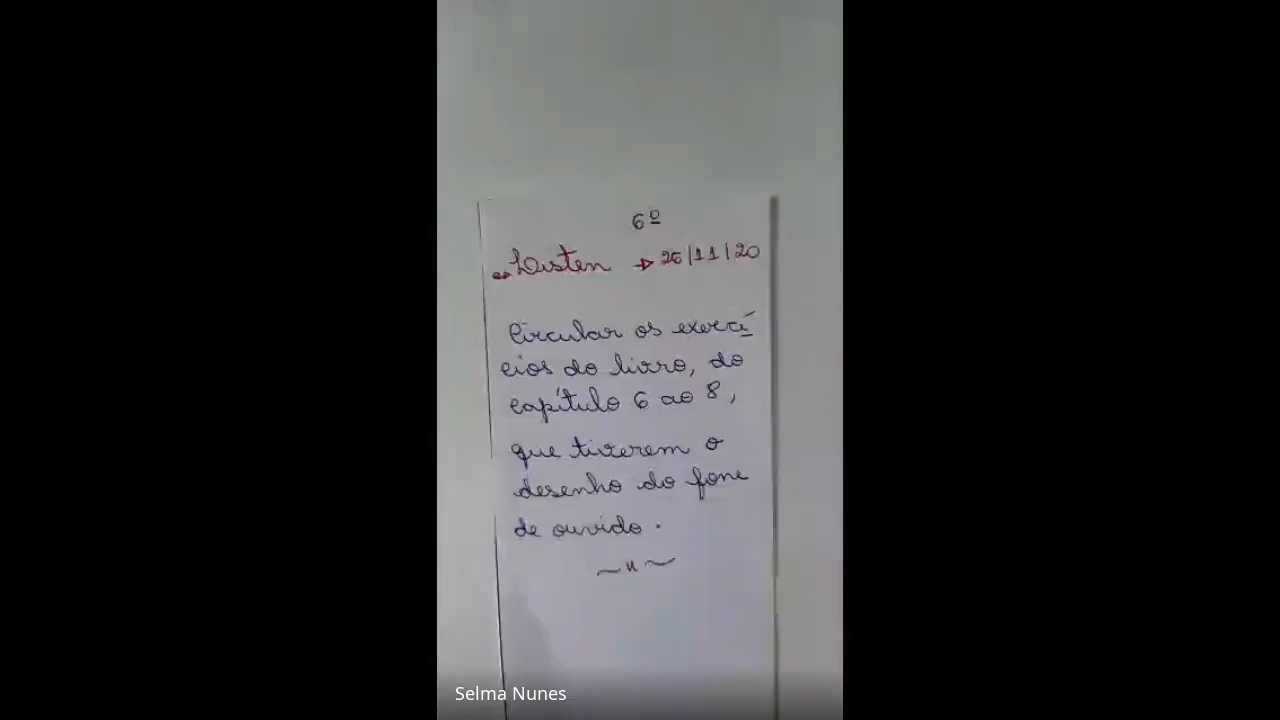 6º
Listen → 26/11/20
Circular os exercí
cios do livro, do
capítulo 6 ao 8,
que tiverem o
desenho do fone
de ouvido.
~"~
Selma Nunes